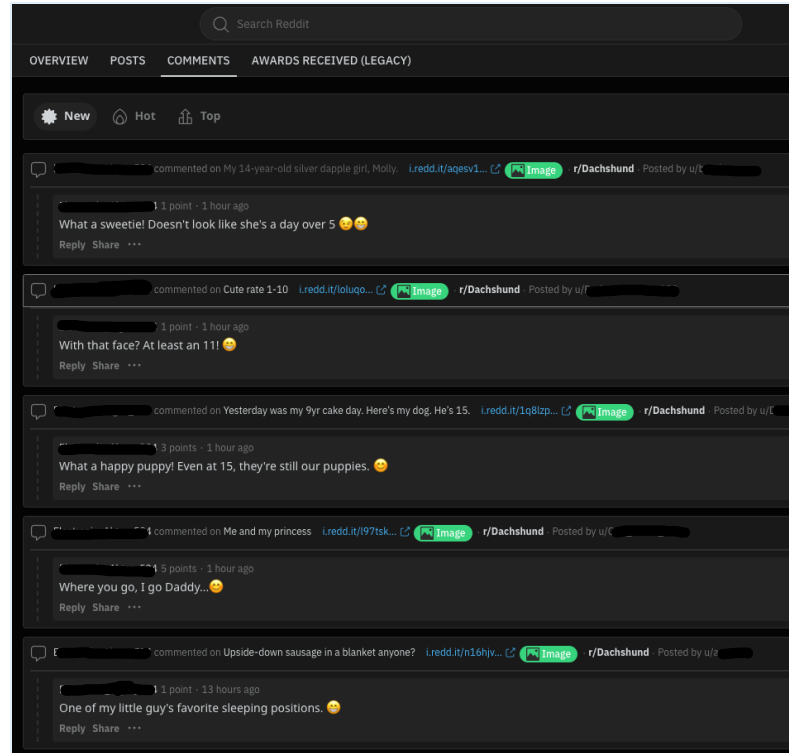 Search Reddit
OVERVIEW POSTS COMMENTS AWARDS RECEIVED (LEGACY)
New Hot Top
commented on My 14-year-old silver dapple girl, Molly. i.redd.it/aqesv1... Image · r/Dachshund · Posted by u/
1 point · 1 hour ago
What a sweetie! Doesn't look like she's a day over 5 😉😁
Reply Share ···
commented on Cute rate 1-10 i.redd.it/loluqo... Image · r/Dachshund · Posted by u/
1 point · 1 hour ago
With that face? At least an 11! 😁
Reply Share ···
commented on Yesterday was my 9yr cake day. Here's my dog. He's 15. i.redd.it/1q8lzp... Image · r/Dachshund · Posted by u/
3 points · 1 hour ago
What a happy puppy! Even at 15, they're still our puppies. 😊
Reply Share ···
commented on Me and my princess i.redd.it/l97tsk... Image · r/Dachshund · Posted by u/
5 points · 1 hour ago
Where you go, I go Daddy...😊
Reply Share ···
commented on Upside-down sausage in a blanket anyone? i.redd.it/n16hjv... Image · r/Dachshund · Posted by u/
1 point · 13 hours ago
One of my little guy's favorite sleeping positions. 😁
Reply Share ···